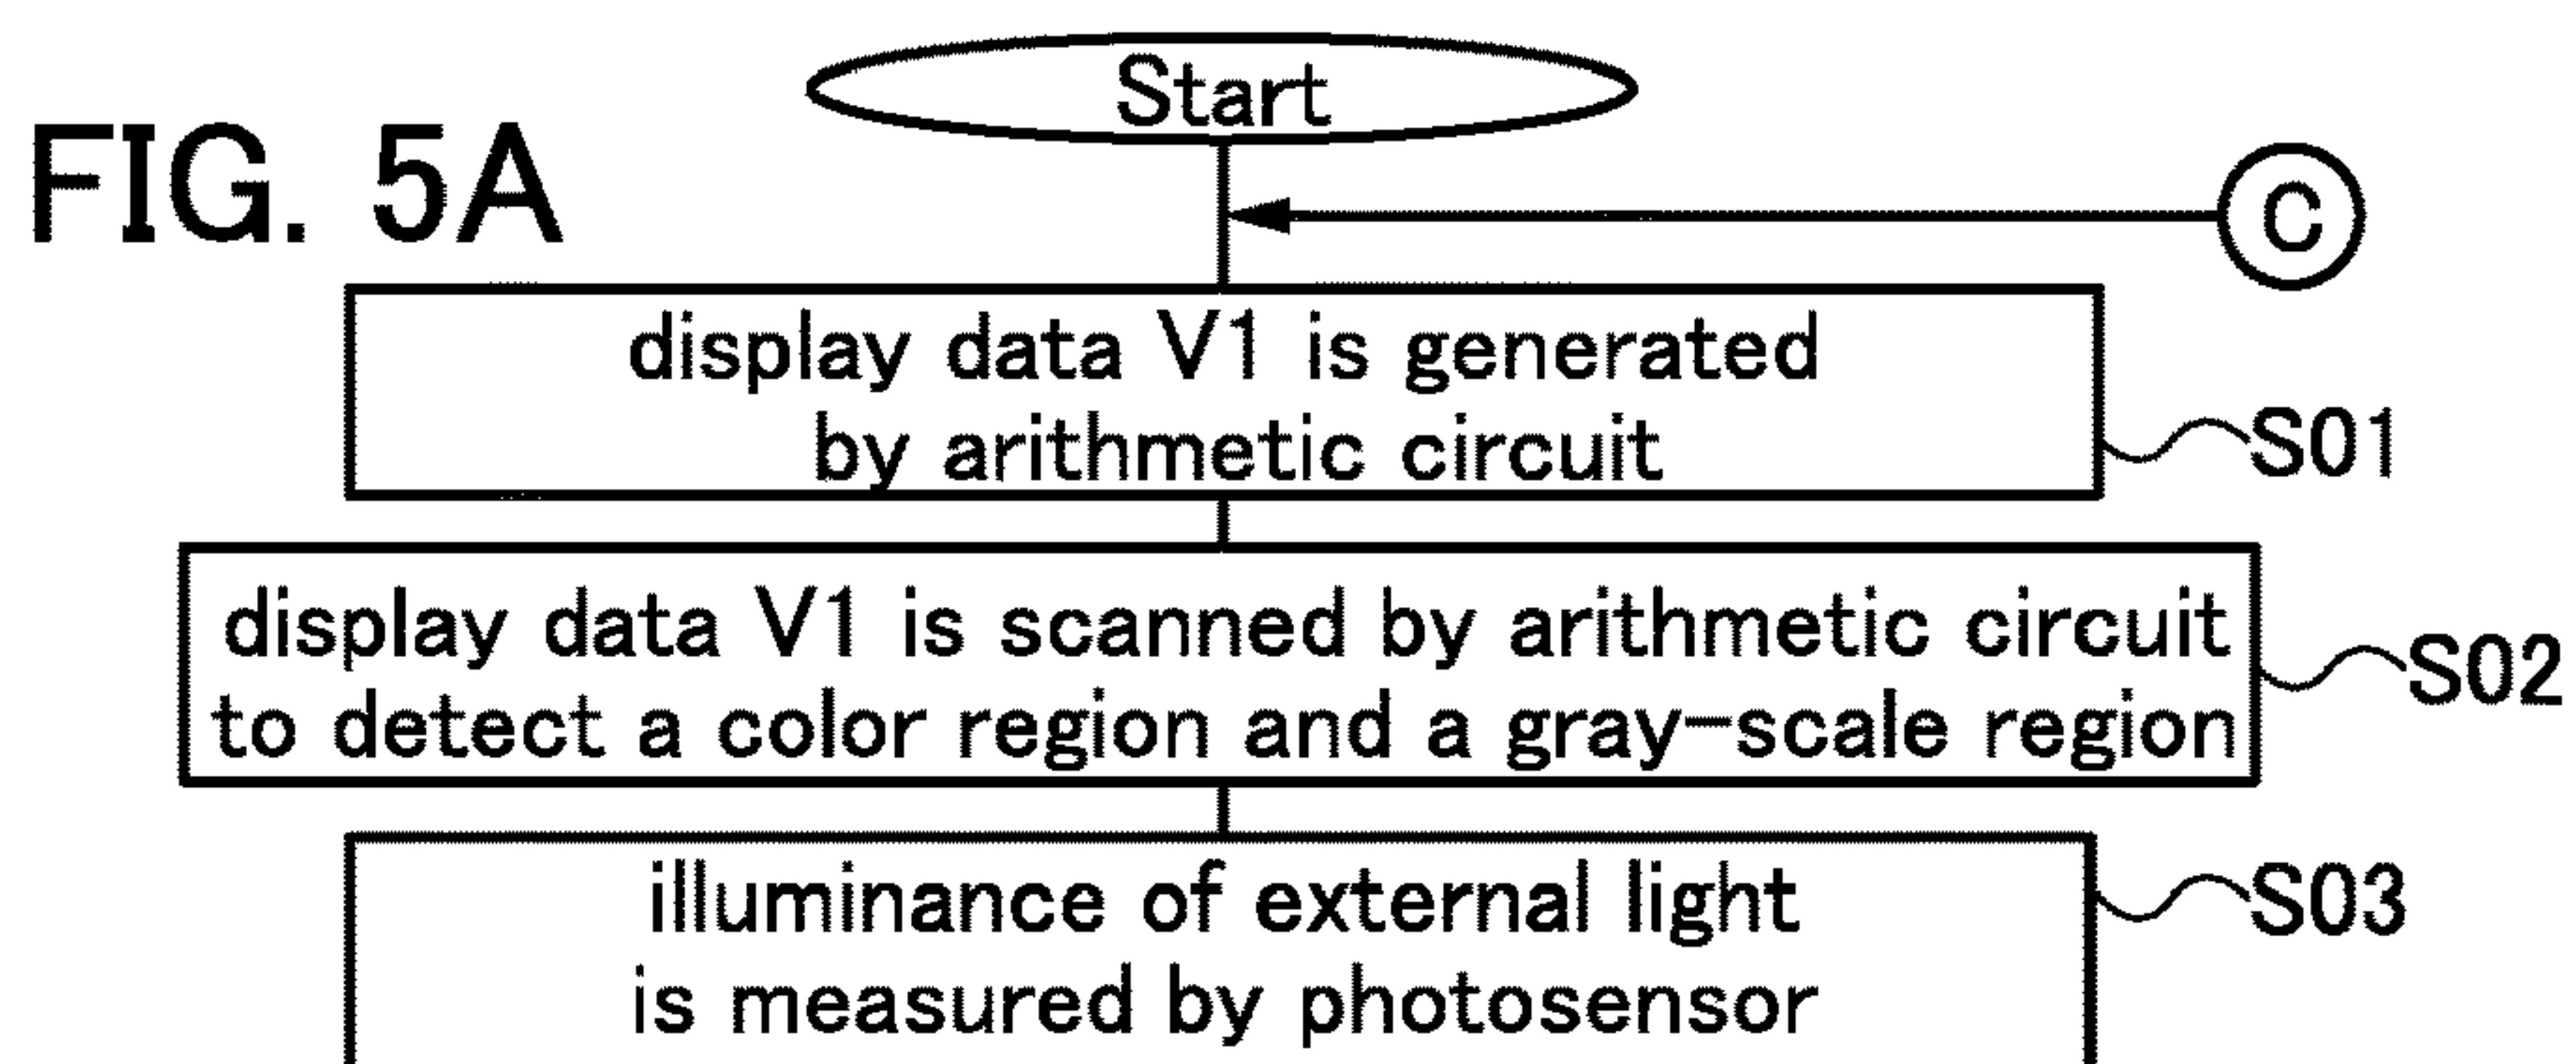 Start
FIG. 5A
C
display data V1 is generated
by arithmetic circuit
S01
display data V1 is scanned by arithmetic circuit
to detect a color region and a gray-scale region
S02
illuminance of external light
is measured by photosensor
S03